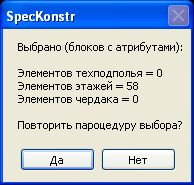 SpecKonstr
Выбрано (блоков с атрибутами):
Элементов техподполья = 0
Элементов этажей = 58
Элементов чердака = 0
Повторить пароцедуру выбора?
Да
Нет